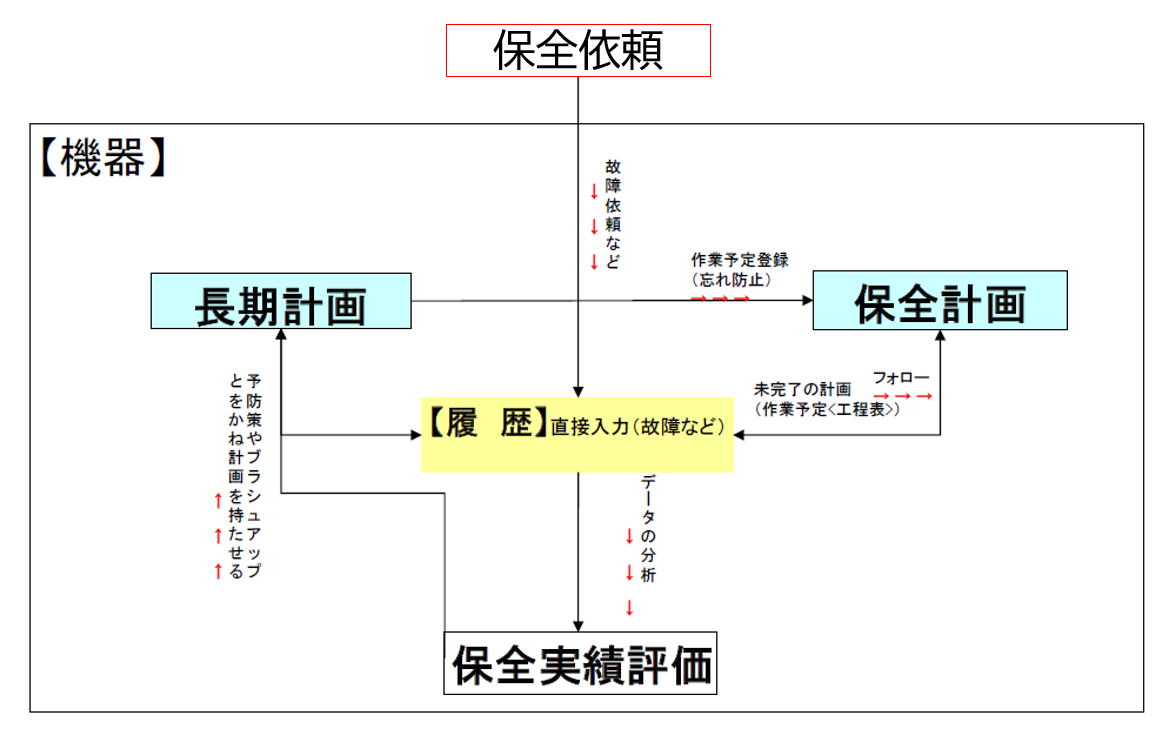 保全依頼
【機器】
故障依頼など
↓
↓
↓
作業予定登録
（忘れ防止）
→→→
長期計画
保全計画
予防策やブラシュアップ
とをかね計画を持たせる
↑
↑
↑
フォロー
→→→
未完了の計画
（作業予定<工程表>）
【履　歴】直接入力（故障など）
データの分析
↓
↓
↓
保全実績評価